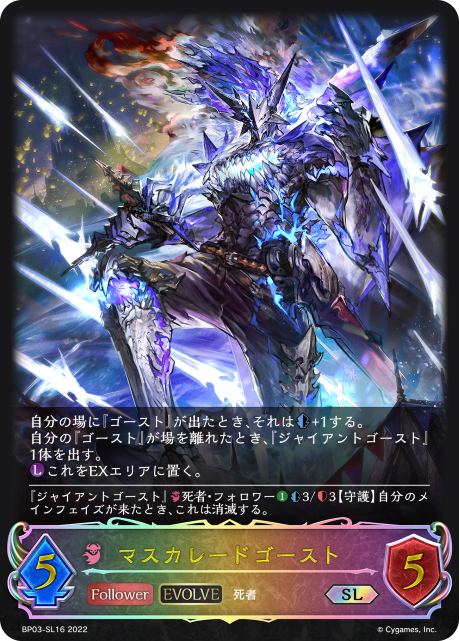 自分の場に『ゴースト』が出たとき、それは+1する。
自分の『ゴースト』が場を離れたとき、『ジャイアントゴースト』
1体を出す。
L これをEXエリアに置く。
『ジャイアントゴースト』死者・フォロワー 1 3/3【守護】自分のメ
インフェイズが来たとき、これは消滅する。
5 マスカレードゴースト 5
Follower EVOLVE 死者 SL
BP03-SL16 2022 © Cygames, Inc.